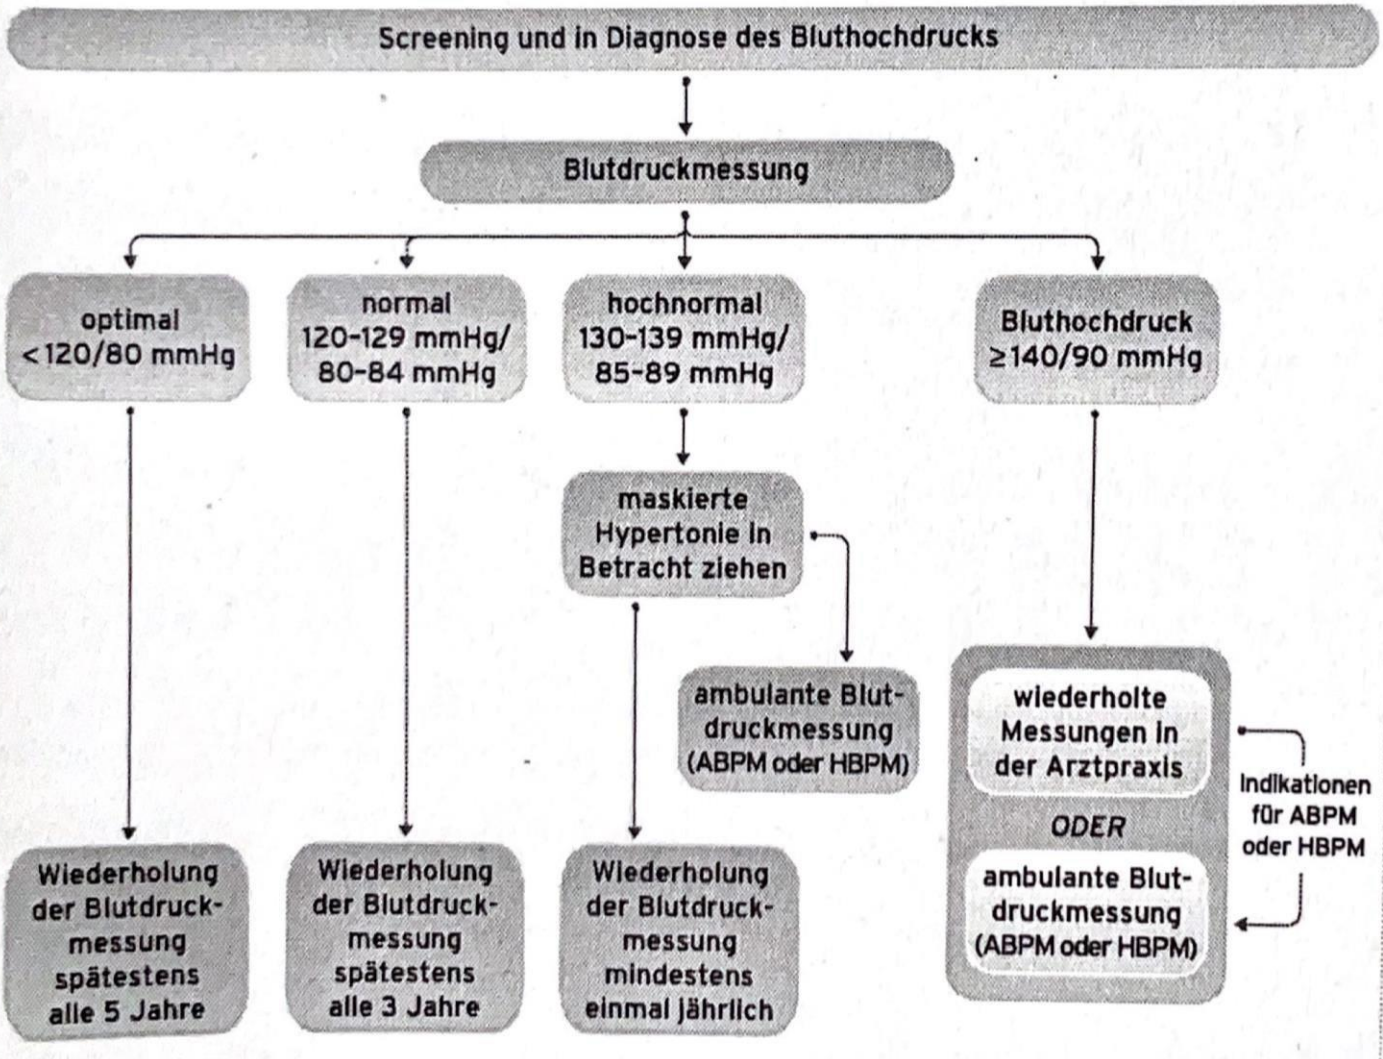 Screening und in Diagnose des Bluthochdrucks
Blutdruckmessung
optimal
<120/80 mmHg
normal
120-129 mmHg/
80-84 mmHg
hochnormal
130-139 mmHg/
85-89 mmHg
Bluthochdruck
≥140/90 mmHg
maskierte
Hypertonie in
Betracht ziehen
ambulante Blut-
druckmessung
(ABPM oder HBPM)
wiederholte
Messungen in
der Arztpraxis
ODER
ambulante Blut-
druckmessung
(ABPM oder HBPM)
Indikationen
für ABPM
oder HBPM
Wiederholung
der Blutdruck-
messung
spätestens
alle 5 Jahre
Wiederholung
der Blutdruck-
messung
spätestens
alle 3 Jahre
Wiederholung
der Blutdruck-
messung
mindestens
einmal jährlich